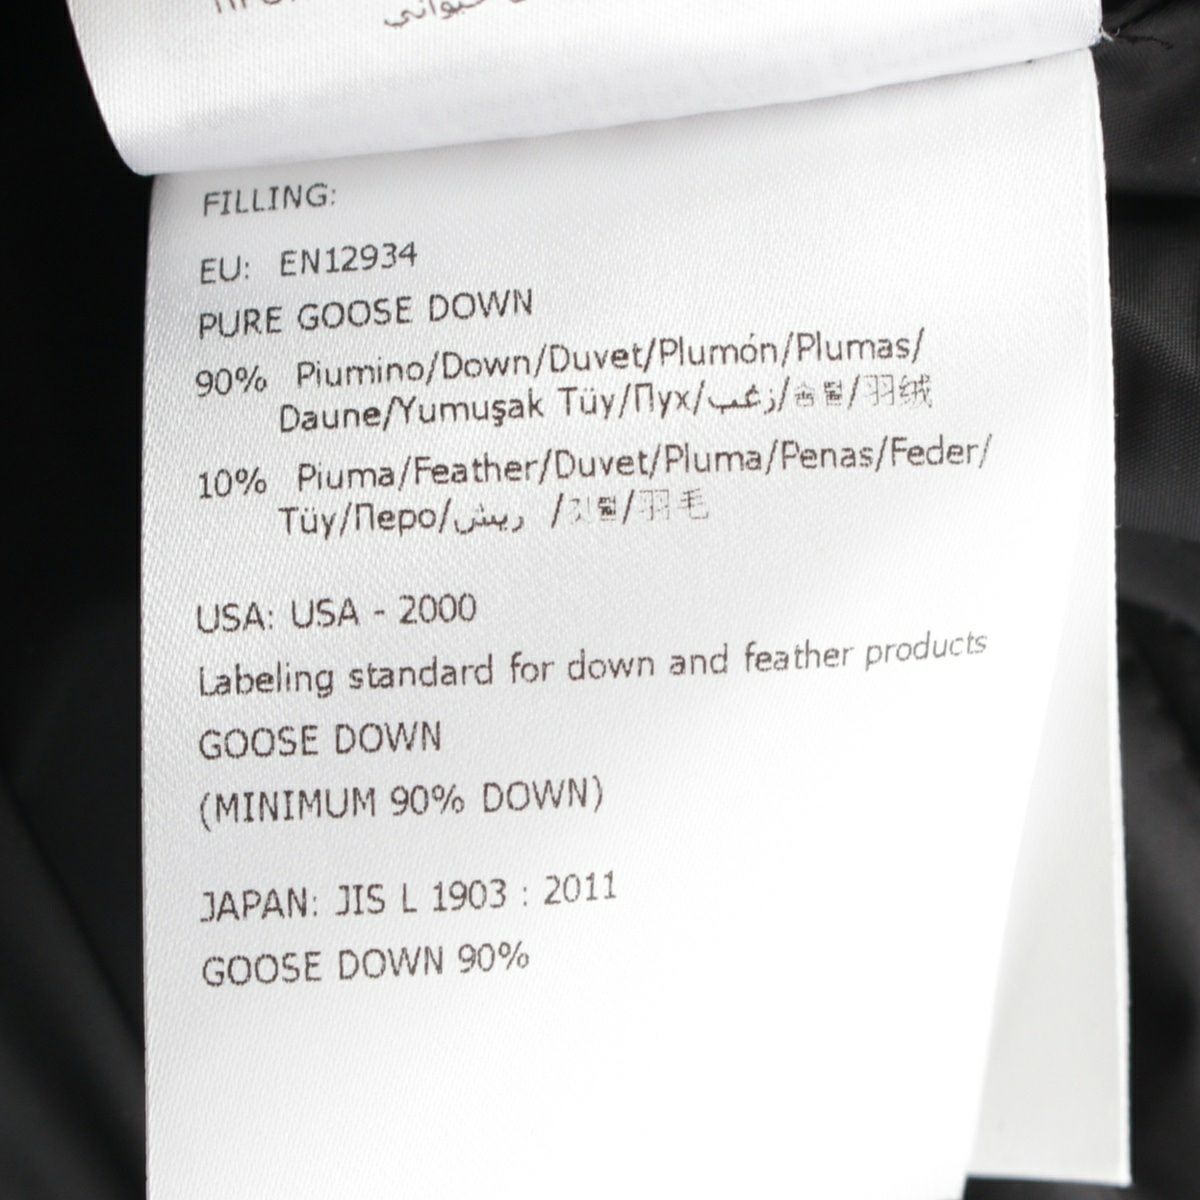 حيواني
FILLING:
EU: EN12934
PURE GOOSE DOWN
90% Piumino/Down/Duvet/Plumón/Plumas/
Daune/Yumuşak Tüy/Пух/زغب/솜털/羽绒
10% Piuma/Feather/Duvet/Pluma/Penas/Feder/
Tüy/Перо/ريش /깃털/羽毛
USA: USA - 2000
Labeling standard for down and feather products
GOOSE DOWN
(MINIMUM 90% DOWN)
JAPAN: JIS L 1903 : 2011
GOOSE DOWN 90%